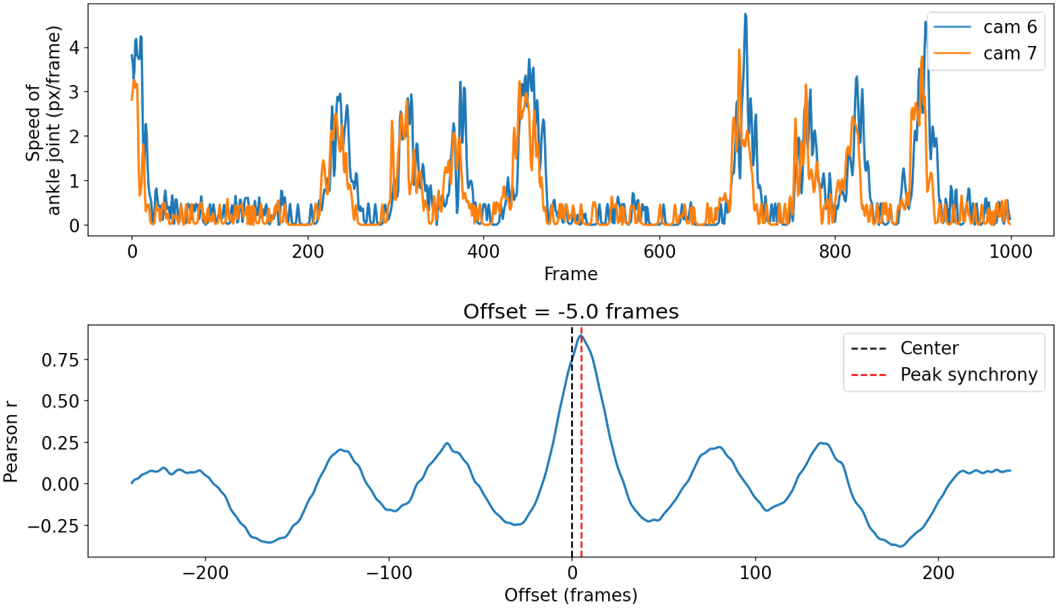 Speed of
ankle joint (px/frame)
4
3
2
1
0
cam 6
cam 7
0 200 400 600 800 1000
Frame
Offset = -5.0 frames
Pearson r
0.75
0.50
0.25
0.00
−0.25
Center
Peak synchrony
−200 −100 0 100 200
Offset (frames)